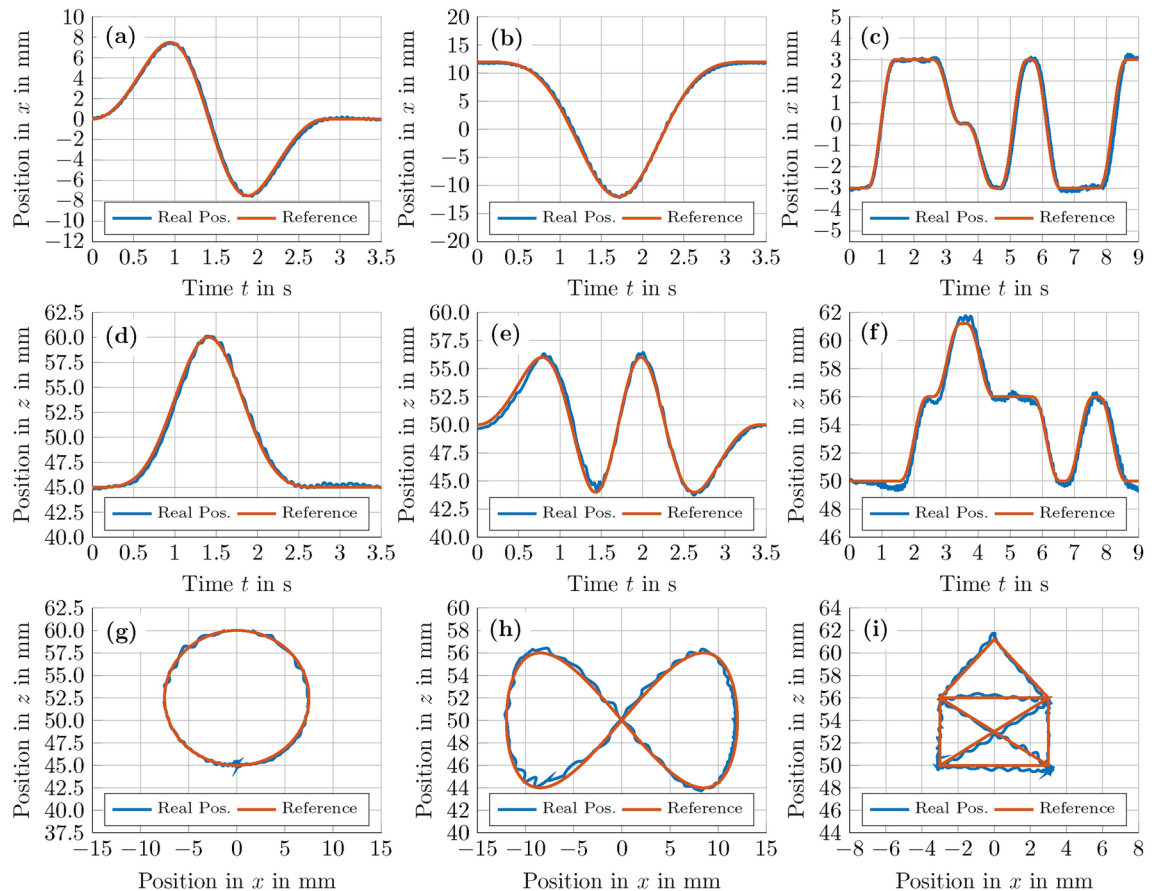 (a)
10
8
6
4
2
0
−2
−4
−6
−8
−10
−12
Position in x in mm
Real Pos. Reference
0 0.5 1 1.5 2 2.5 3 3.5
Time t in s
(b)
20
15
10
5
0
−5
−10
−15
−20
Position in x in mm
Real Pos. Reference
0 0.5 1 1.5 2 2.5 3 3.5
Time t in s
(c)
5
4
3
2
1
0
−1
−2
−3
−4
−5
Position in x in mm
Real Pos. Reference
0 1 2 3 4 5 6 7 8 9
Time t in s
(d)
62.5
60.0
57.5
55.0
52.5
50.0
47.5
45.0
42.5
40.0
Position in z in mm
Real Pos. Reference
0 0.5 1 1.5 2 2.5 3 3.5
Time t in s
(e)
60.0
57.5
55.0
52.5
50.0
47.5
45.0
42.5
40.0
Position in z in mm
Real Pos. Reference
0 0.5 1 1.5 2 2.5 3 3.5
Time t in s
(f)
62
60
58
56
54
52
50
48
46
Position in z in mm
Real Pos. Reference
0 1 2 3 4 5 6 7 8 9
Time t in s
(g)
62.5
60.0
57.5
55.0
52.5
50.0
47.5
45.0
42.5
40.0
37.5
Position in z in mm
Real Pos. Reference
−15 −10 −5 0 5 10 15
Position in x in mm
(h)
60
58
56
54
52
50
48
46
44
42
40
Position in z in mm
Real Pos. Reference
−15 −10 −5 0 5 10 15
Position in x in mm
(i)
64
62
60
58
56
54
52
50
48
46
44
Position in z in mm
Real Pos. Reference
−8 −6 −4 −2 0 2 4 6 8
Position in x in mm